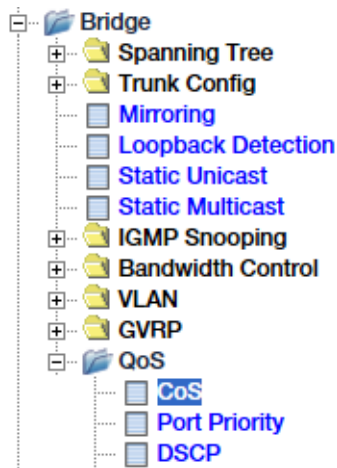 Bridge
Spanning Tree
Trunk Config
Mirroring
Loopback Detection
Static Unicast
Static Multicast
IGMP Snooping
Bandwidth Control
VLAN
GVRP
QoS
CoS
Port Priority
DSCP